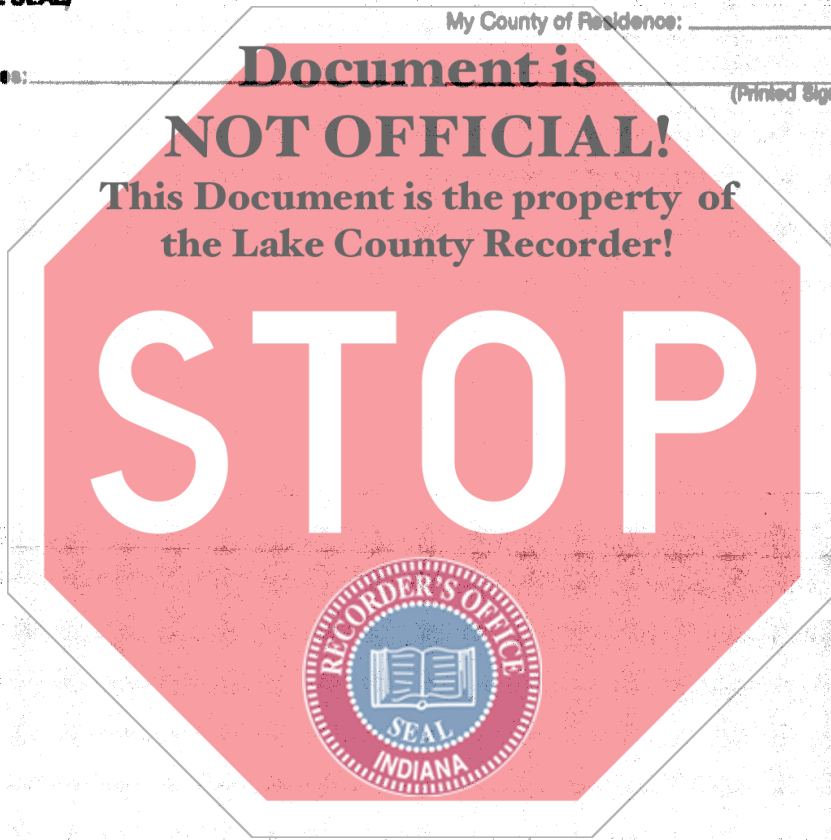 SEAL)
My County of Residence:
Document is
(Printed
NOT OFFICIAL!
This Document is the property of
the Lake County Recorder!
STOP
RECORDER'S OFFICE
SEAL
INDIANA